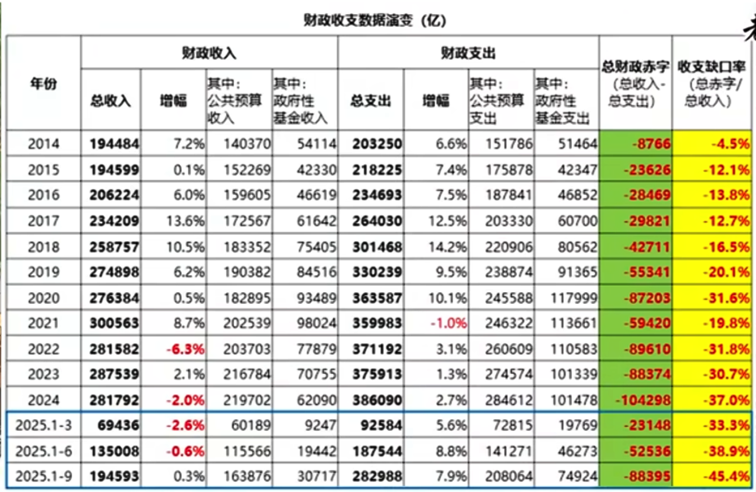 财政收支数据演变（亿）
年份 财政收入 财政支出 总财政赤字（总收入-总支出） 收支缺口率（总赤字/总收入）
总收入 增幅 其中：公共预算收入 其中：政府性基金收入 总支出 增幅 其中：公共预算支出 其中：政府性基金支出
2014 194484 7.2% 140370 54114 203250 6.6% 151786 51464 -8766 -4.5%
2015 194599 0.1% 152269 42330 218225 7.4% 175878 42347 -23626 -12.1%
2016 206224 6.0% 159605 46619 234693 7.5% 187841 46852 -28469 -13.8%
2017 234209 13.6% 172567 61642 264030 12.5% 203330 60700 -29821 -12.7%
2018 258757 10.5% 183352 75405 301468 14.2% 220906 80562 -42711 -16.5%
2019 274898 6.2% 190382 84516 330239 9.5% 238874 91365 -55341 -20.1%
2020 276384 0.5% 182895 93489 363587 10.1% 245588 117999 -87203 -31.6%
2021 300563 8.7% 202539 98024 359983 -1.0% 246322 113661 -59420 -19.8%
2022 281582 -6.3% 203703 77879 371192 3.1% 260609 110583 -89610 -31.8%
2023 287539 2.1% 216784 70755 375913 1.3% 274574 101339 -88374 -30.7%
2024 281792 -2.0% 219702 62090 386090 2.7% 284612 101478 -104298 -37.0%
2025.1-3 69436 -2.6% 60189 9247 92584 5.6% 72815 19769 -23148 -33.3%
2025.1-6 135008 -0.6% 115566 19442 187544 8.8% 141271 46273 -52536 -38.9%
2025.1-9 194593 0.3% 163876 30717 282988 7.9% 208064 74924 -88395 -45.4%